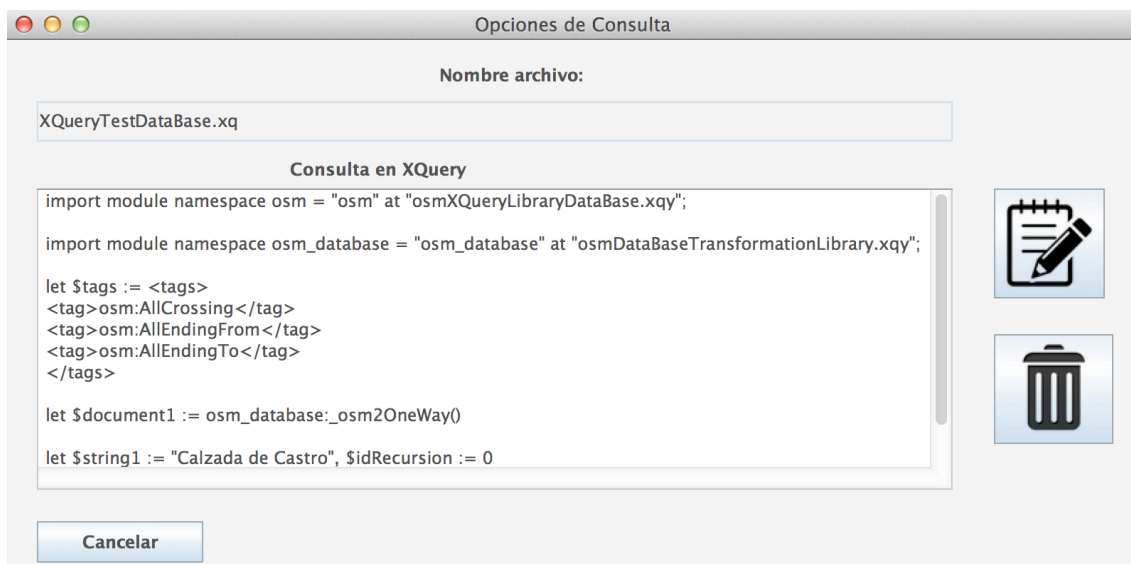 Opciones de Consulta
Nombre archivo:
XQueryTestDataBase.xq
Consulta en XQuery
import module namespace osm = "osm" at "osmXQueryLibraryDataBase.xqy";
import module namespace osm_database = "osm_database" at "osmDataBaseTransformationLibrary.xqy";
let $tags := <tags>
<tag>osm:AllCrossing</tag>
<tag>osm:AllEndingFrom</tag>
<tag>osm:AllEndingTo</tag>
</tags>
let $document1 := osm_database:_osm2OneWay()
let $string1 := "Calzada de Castro", $idRecursion := 0
Cancelar